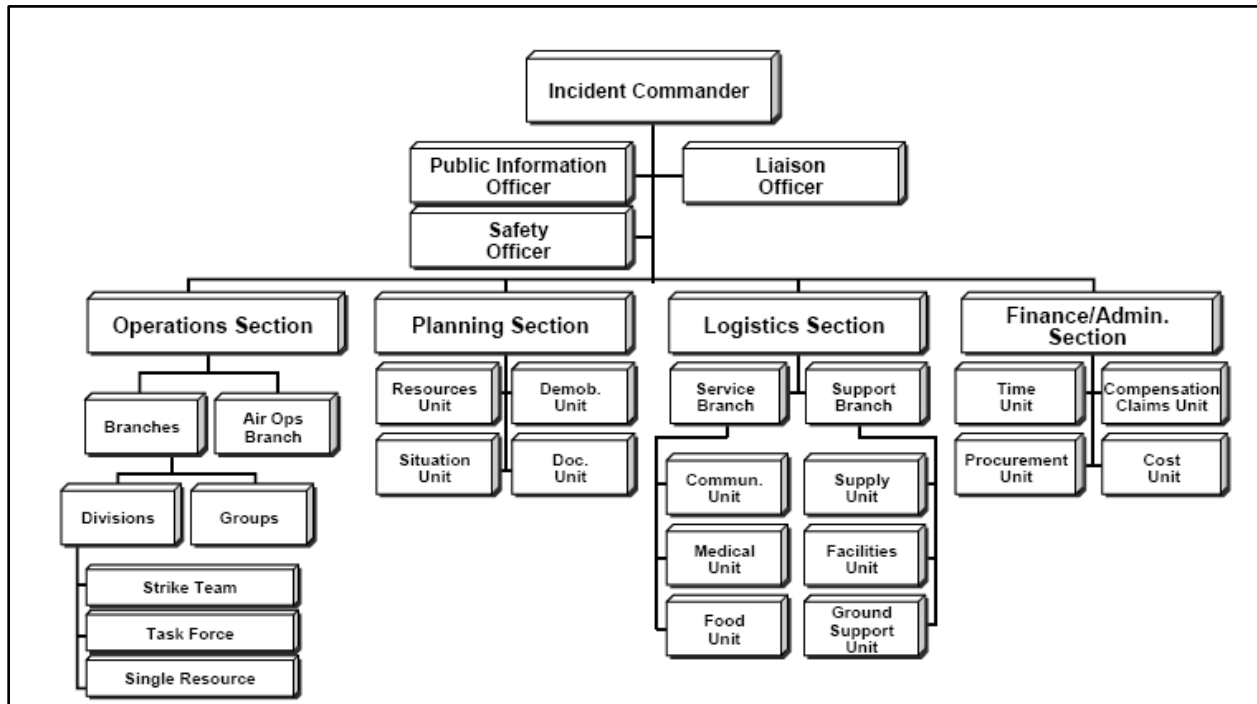 Incident Commander
Public Information
Officer
Liaison
Officer
Safety
Officer
Operations Section
Planning Section
Logistics Section
Finance/Admin.
Section
Branches
Air Ops
Branch
Divisions
Groups
Strike Team
Task Force
Single Resource
Resources
Unit
Demob.
Unit
Situation
Unit
Doc.
Unit
Service
Branch
Support
Branch
Commun.
Unit
Supply
Unit
Medical
Unit
Facilities
Unit
Food
Unit
Ground
Support
Unit
Time
Unit
Compensation
Claims Unit
Procurement
Unit
Cost
Unit